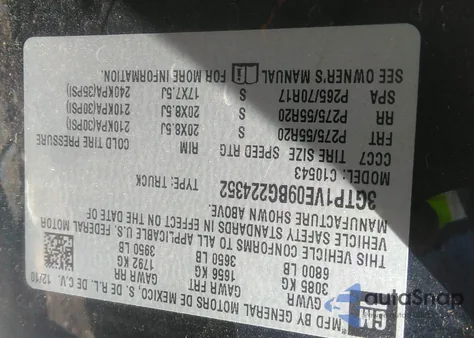 GM
MFD BY GENERAL MOTORS DE MEXICO, S. DE R.L. DE C.V. 12/10
GVWR GAWR FRT GAWR RR
3085 KG 1656 KG 1792 KG
6800 LB 3650 LB 3950 LB
THIS VEHICLE CONFORMS TO ALL APPLICABLE U.S. FEDERAL MOTOR
VEHICLE SAFETY STANDARDS IN EFFECT ON THE DATE OF
MANUFACTURE SHOWN ABOVE.
3GTP1VE09BG224352 TYPE: TRUCK
MODEL: C10543
CCC7 TIRE SIZE SPEED RTG RIM COLD TIRE PRESSURE
FRT P275/55R20 S 20X8.5J 210KPA(30PSI)
RR P275/55R20 S 20X8.5J 210KPA(30PSI)
SPA P265/70R17 S 17X7.5J 240KPA(35PSI)
SEE OWNER'S MANUAL FOR MORE INFORMATION.
autoSnap